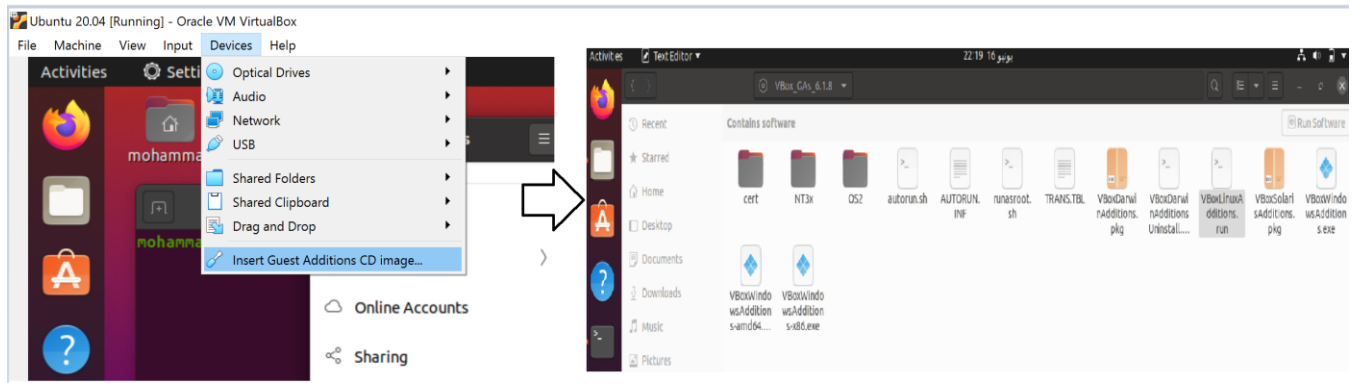 Ubuntu 20.04 [Running] - Oracle VM VirtualBox
File Machine View Input Devices Help
Activities
Setti
Optical Drives
Audio
Network
USB
Shared Folders
Shared Clipboard
Drag and Drop
Insert Guest Additions CD image...
mohamma
mohamma
Online Accounts
Sharing
Activities Text Editor
22:19 16 يونيو
VBox_GAs_6.1.8
Recent
Starred
Home
Desktop
Documents
Downloads
Music
Pictures
Contains software
Run Software
cert
NT3x
OS2
autorun.sh
AUTORUN.
INF
runasroot.
sh
TRANS.TBL
VBoxDarwi
nAdditions.
pkg
VBoxDarwi
nAdditions
Uninstall....
VBoxLinuxA
dditions.
run
VBoxSolari
sAdditions.
pkg
VBoxWindo
wsAddition
s.exe
VBoxWindo
wsAddition
s-amd64....
VBoxWindo
wsAddition
s-x86.exe